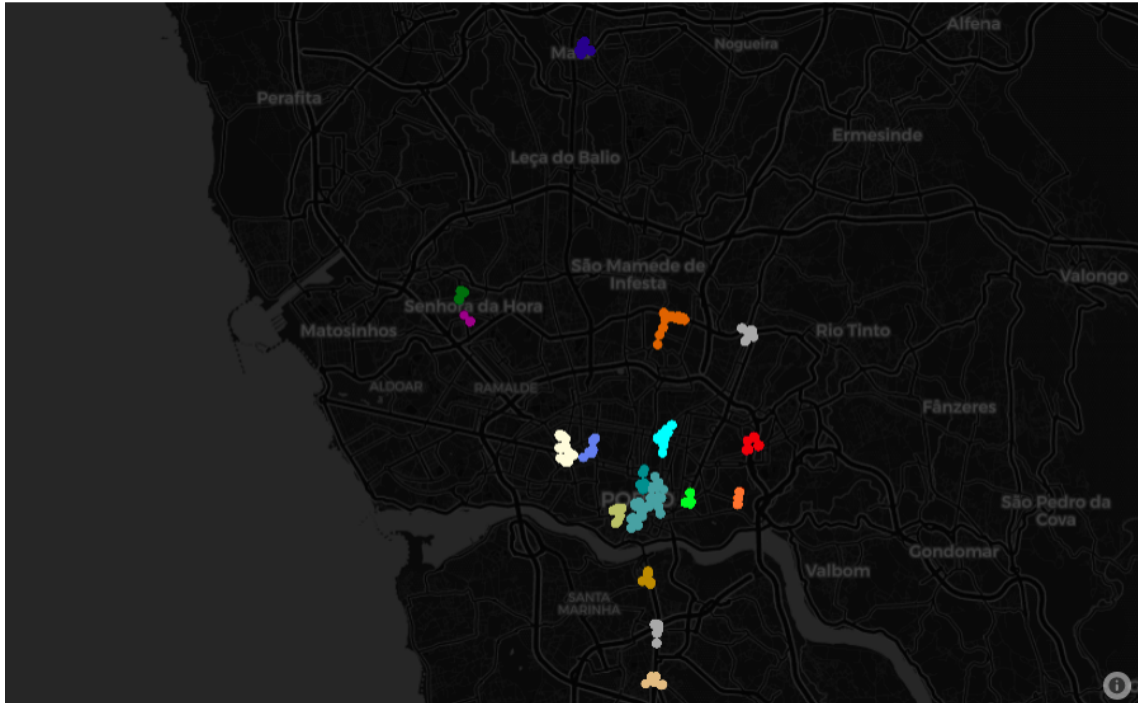 Alfena
Nogueira
Perafita
Ermesinde
Leça do Balio
São Mamede de
Infesta
Valongo
Senhora da Hora
Matosinhos
Rio Tinto
ALDOAR
RAMALDE
Fânzeres
São Pedro da
Cova
Gondomar
Valbom
SANTA
MARINHA